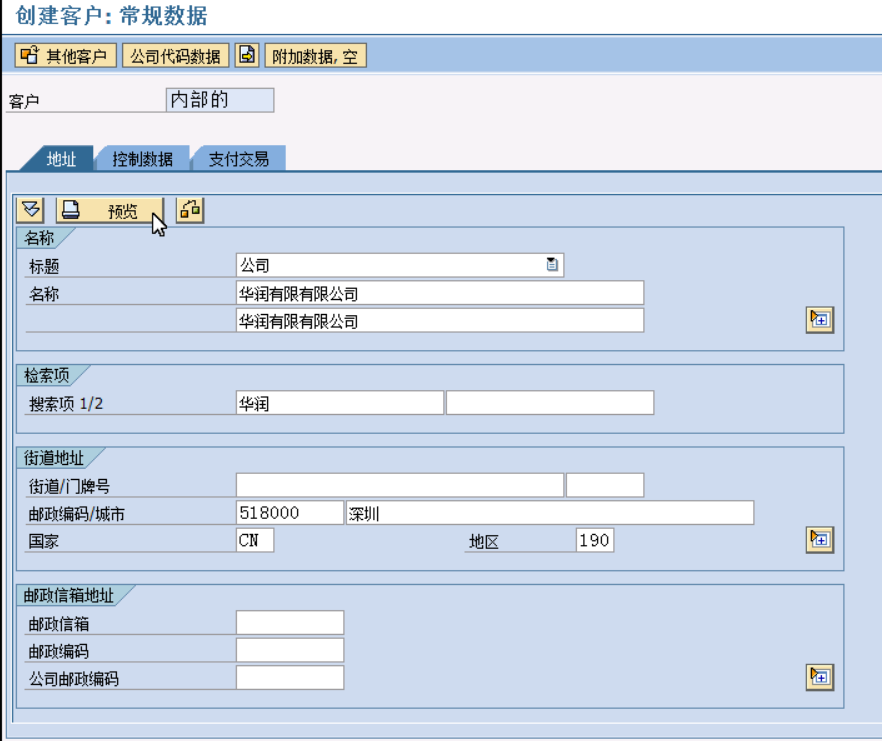 创建客户: 常规数据
其他客户 公司代码数据 附加数据, 空
客户 内部的
地址 控制数据 支付交易
预览
名称
标题 公司
名称 华润有限有限公司
华润有限有限公司
检索项
搜索项 1/2 华润
街道地址
街道/门牌号
邮政编码/城市 518000 深圳
国家 CN 地区 190
邮政信箱地址
邮政信箱
邮政编码
公司邮政编码